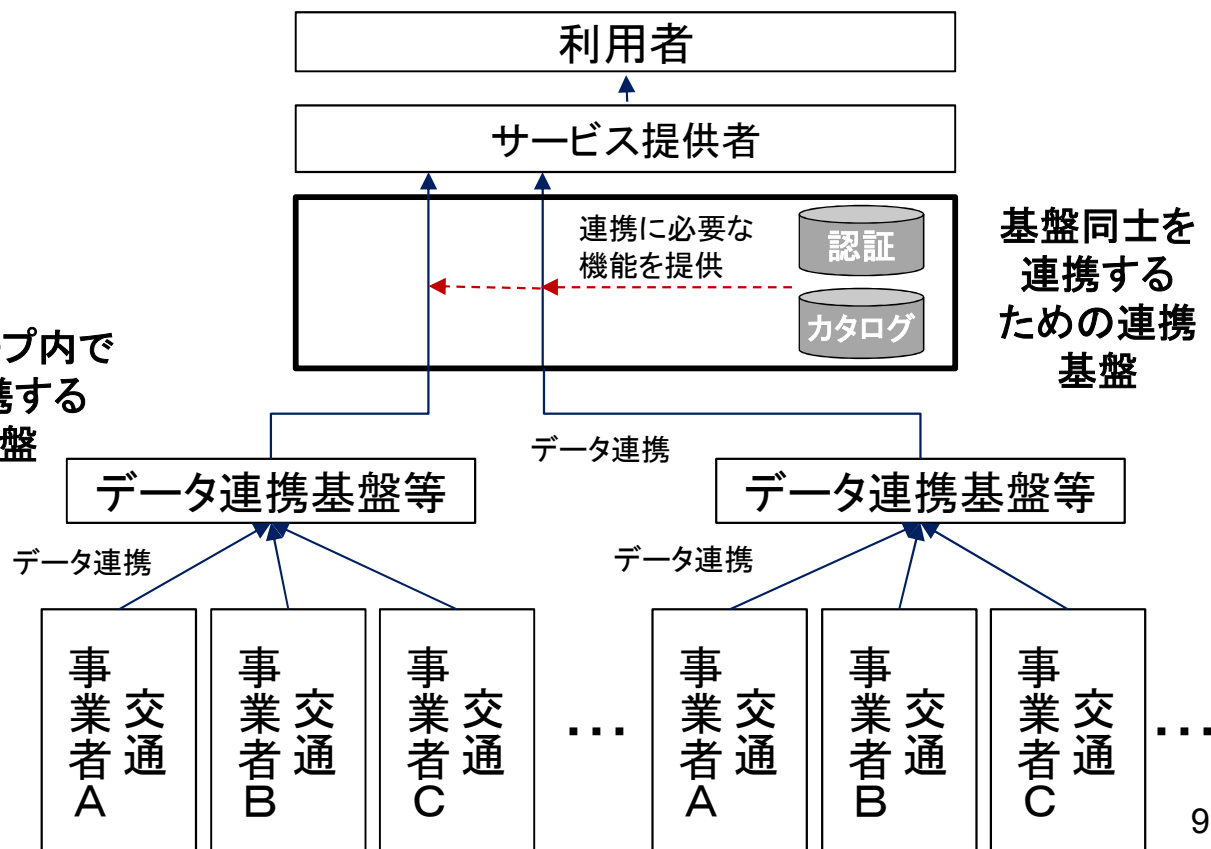 利用者
サービス提供者
連携に必要な
機能を提供
認証
カタログ
基盤同士を
連携する
ための連携
基盤
プ内で
する
盤
データ連携
データ連携基盤等
データ連携基盤等
データ連携
データ連携
交通
事業者A
交通
事業者B
交通
事業者C
…
交通
事業者A
交通
事業者B
交通
事業者C
…
9